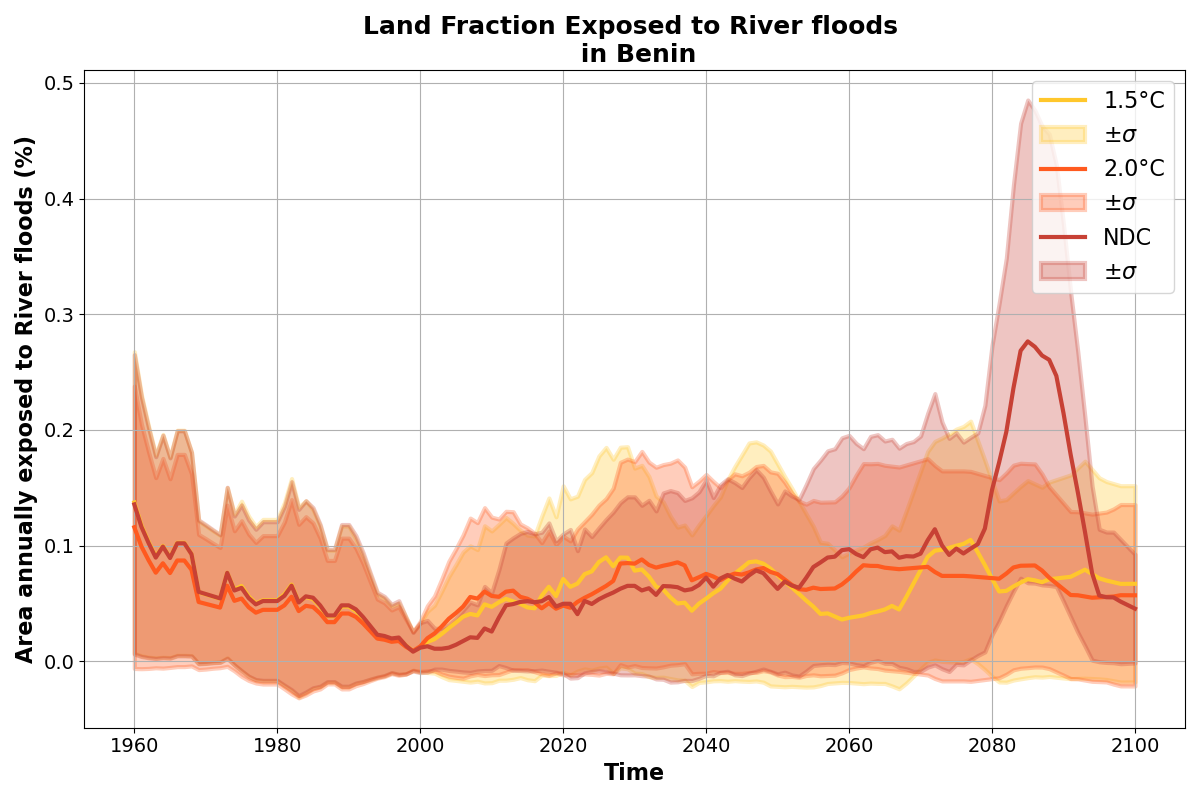 Land Fraction Exposed to River floods
in Benin
Area annually exposed to River floods (%)
0.5
0.4
0.3
0.2
0.1
0.0
1.5°C
±σ
2.0°C
±σ
NDC
±σ
1960
1980
2000
2020
2040
2060
2080
2100
Time